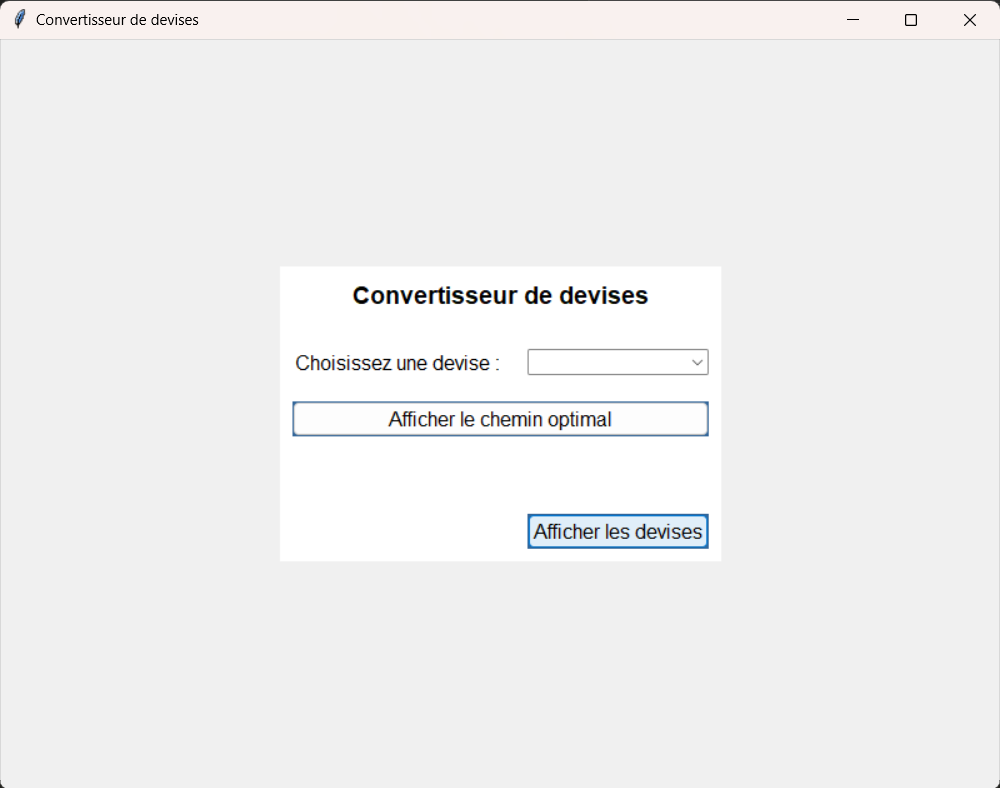 Convertisseur de devises
Convertisseur de devises
Choisissez une devise :
Afficher le chemin optimal
Afficher les devises